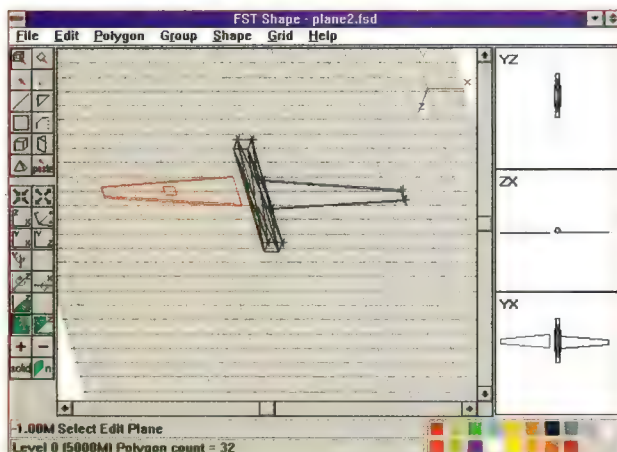 FST Shape - plane2.fsd
File Edit Polygon Group Shape Grid Help
YZ
X
Z
ZX
YX
solid
-1.00M Select Edit Plane
Level 0 (5000M) Polygon count = 32